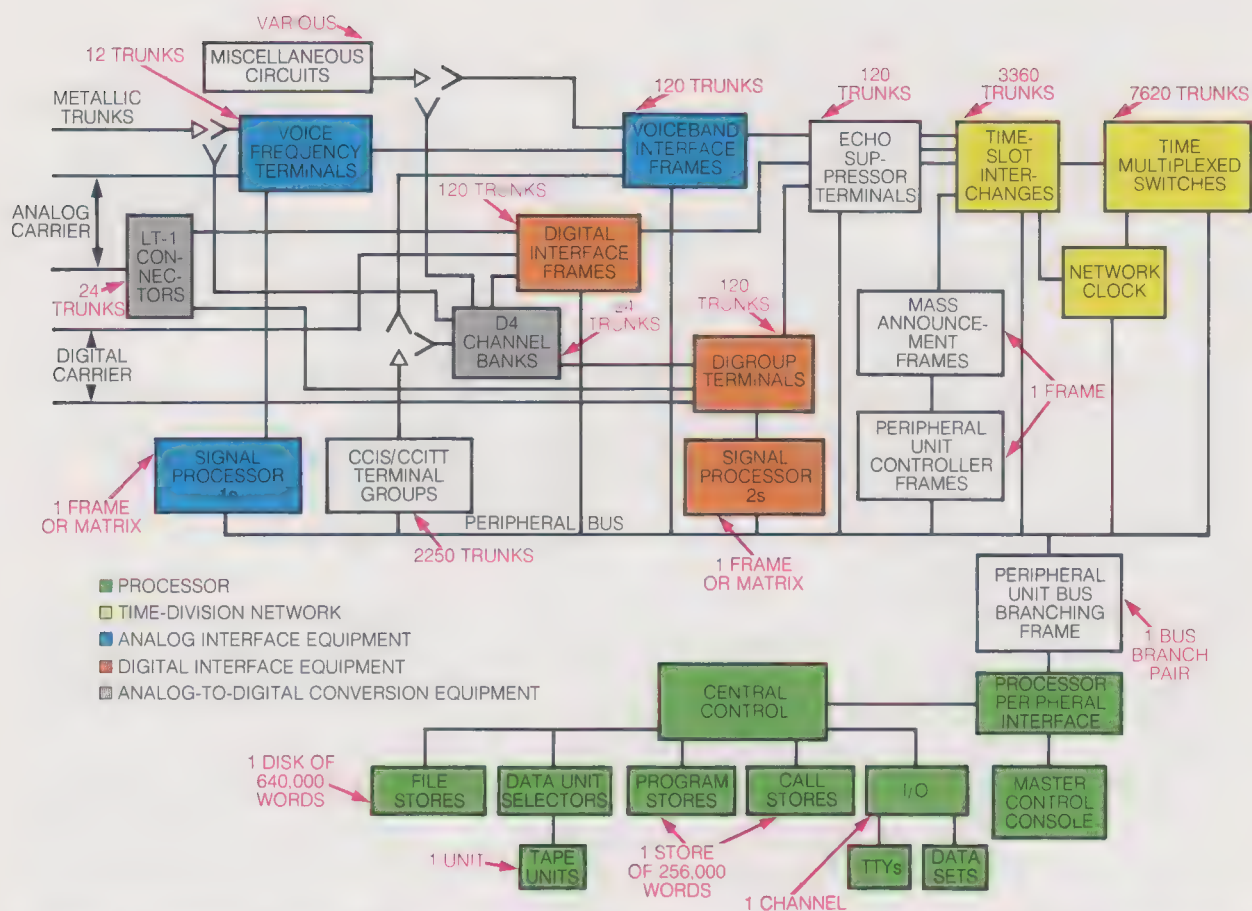 VARIOUS
12 TRUNKS
MISCELLANEOUS
CIRCUITS
METALLIC
TRUNKS
VOICE
FREQUENCY
TERMINALS
120 TRUNKS
VOICEBAND
INTERFACE
FRAMES
120
TRUNKS
ECHO
SUP-
PRESSOR
TERMINALS
3360
TRUNKS
TIME-
SLOT
INTER-
CHANGES
7620 TRUNKS
TIME
MULTIPLEXED
SWITCHES
ANALOG
CARRIER
LT-1
CON-
NEC-
TORS
24
TRUNKS
120 TRUNKS
DIGITAL
INTERFACE
FRAMES
NETWORK
CLOCK
DIGITAL
CARRIER
D4
CHANNEL
BANKS
24
TRUNKS
120
TRUNKS
DIGROUP
TERMINALS
MASS
ANNOUNCE-
MENT
FRAMES
1 FRAME
PERIPHERAL
UNIT
CONTROLLER
FRAMES
SIGNAL
PROCESSOR
1s
1 FRAME
OR MATRIX
CCIS/CCITT
TERMINAL
GROUPS
2250 TRUNKS
SIGNAL
PROCESSOR
2s
1 FRAME
OR MATRIX
PERIPHERAL BUS
PROCESSOR
TIME-DIVISION NETWORK
ANALOG INTERFACE EQUIPMENT
DIGITAL INTERFACE EQUIPMENT
ANALOG-TO-DIGITAL CONVERSION EQUIPMENT
PERIPHERAL
UNIT BUS
BRANCHING
FRAME
1 BUS
BRANCH
PAIR
CENTRAL
CONTROL
PROCESSOR
PERIPHERAL
INTERFACE
1 DISK OF
640,000
WORDS
FILE
STORES
DATA UNIT
SELECTORS
PROGRAM
STORES
CALL
STORES
I/O
MASTER
CONTROL
CONSOLE
1 UNIT
TAPE
UNITS
1 STORE
OF 256,000
WORDS
1 CHANNEL
TTYs
DATA
SETS